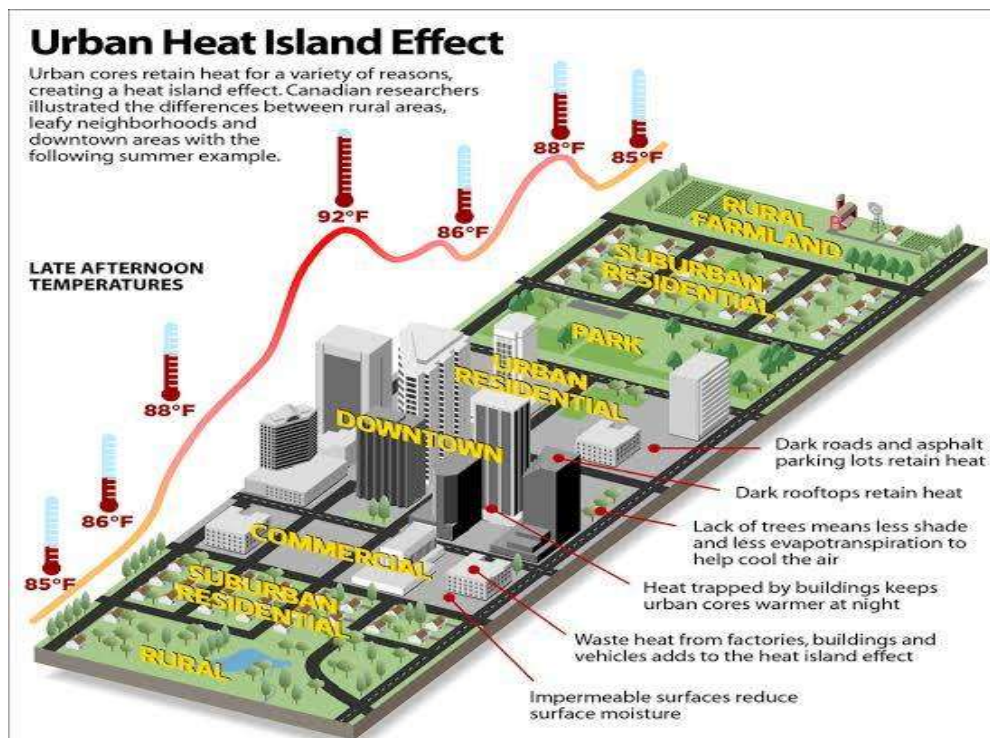 Urban Heat Island Effect
Urban cores retain heat for a variety of reasons,
creating a heat island effect. Canadian researchers
illustrated the differences between rural areas,
leafy neighborhoods and
downtown areas with the
following summer example.
88°F
85°F
92°F
86°F
LATE AFTERNOON
TEMPERATURES
88°F
86°F
85°F
RURAL
FARMLAND
SUBURBAN
RESIDENTIAL
PARK
URBAN
RESIDENTIAL
DOWNTOWN
COMMERCIAL
SUBURBAN
RESIDENTIAL
RURAL
Dark roads and asphalt
parking lots retain heat
Dark rooftops retain heat
Lack of trees means less shade
and less evapotranspiration to
help cool the air
Heat trapped by buildings keeps
urban cores warmer at night
Waste heat from factories, buildings and
vehicles adds to the heat island effect
Impermeable surfaces reduce
surface moisture